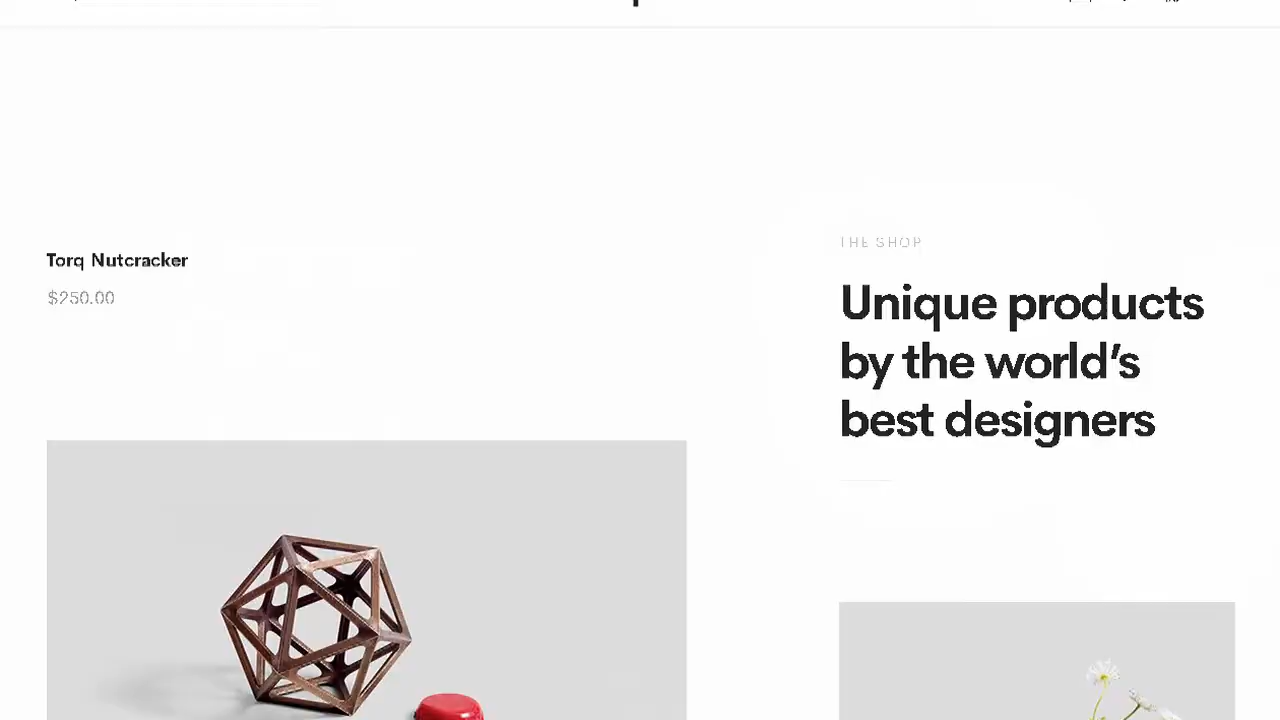 Torq Nutcracker
$250.00
THE SHOP
Unique products
by the world’s
best designers